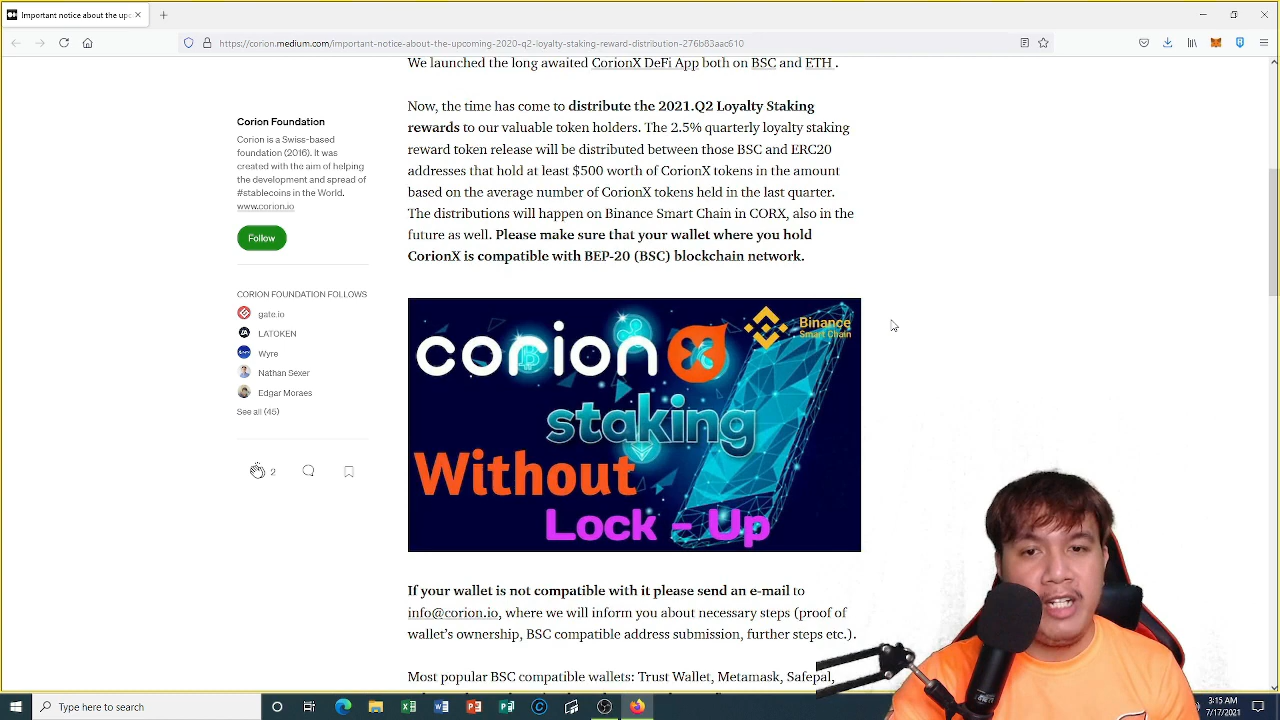 Important notice about the upc
https://corion.medium.com/important-notice-about-the-upcoming-2021-q2-loyalty-staking-reward-distribution-276b83aac610
We launched the long awaited CorionX DeFi App both on BSC and ETH .
Now, the time has come to distribute the 2021.Q2 Loyalty Staking
rewards to our valuable token holders. The 2.5% quarterly loyalty staking
reward token release will be distributed between those BSC and ERC20
addresses that hold at least $500 worth of CorionX tokens in the amount
based on the average number of CorionX tokens held in the last quarter.
The distributions will happen on Binance Smart Chain in CORX, also in the
future as well. Please make sure that your wallet where you hold
CorionX is compatible with BEP-20 (BSC) blockchain network.
Corion Foundation
Corion is a Swiss-based
foundation (2016). It was
created with the aim of helping
the development and spread of
#stablecoins in the World.
www.corion.io
Follow
CORION FOUNDATION FOLLOWS
gate.io
LATOKEN
Wyre
Nathan Sexer
Edgar Moraes
See all (45)
2
corion X
Binance
Smart Chain
staking
Without
Lock - Up
If your wallet is not compatible with it please send an e-mail to
info@corion.io, where we will inform you about necessary steps (proof of
wallet's ownership, BSC compatible address submission, further steps etc.).
Most popular BSC compatible wallets: Trust Wallet, Metamask, Safepal,
Type here to search
3:15 AM
7/17/2021